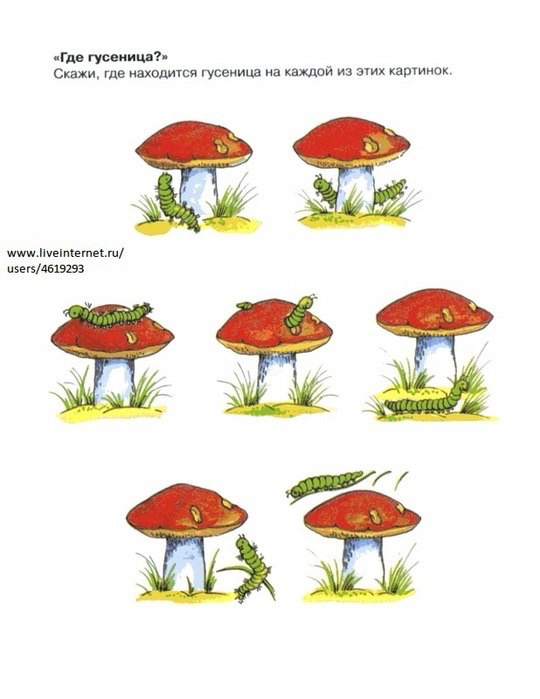 «Где гусеница?»
Скажи, где находится гусеница на каждой из этих картинок.
www.liveinternet.ru/
users/4619293